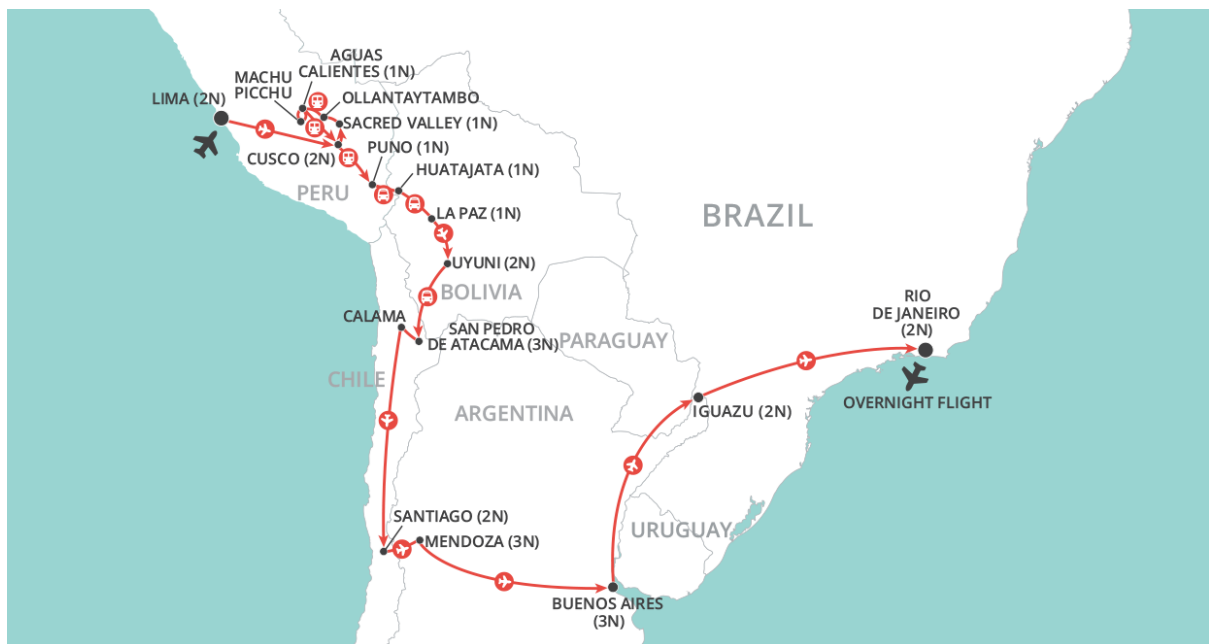 AGUAS
CALIENTES (1N)
MACHU
PICCHU
OLLANTAYTAMBO
LIMA (2N)
SACRED VALLEY (1N)
CUSCO (2N)
PUNO (1N)
HUATAJATA (1N)
PERU
LA PAZ (1N)
BRAZIL
UYUNI (2N)
BOLIVIA
CALAMA
SAN PEDRO
DE ATACAMA (3N)
PARAGUAY
RIO
DE JANEIRO
(2N)
CHILE
ARGENTINA
IGUAZU (2N)
OVERNIGHT FLIGHT
SANTIAGO (2N)
MENDOZA (3N)
URUGUAY
BUENOS AIRES
(3N)